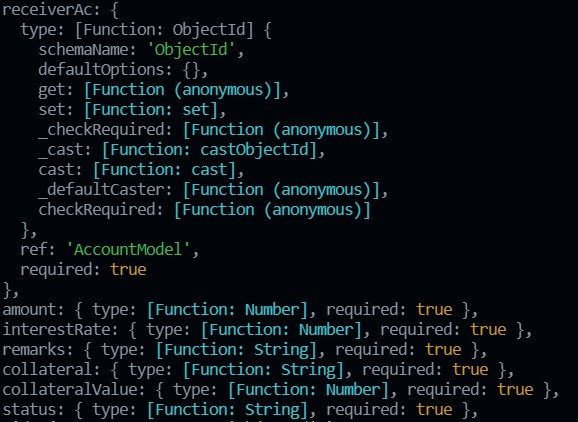 receiverAc: {
type: [Function: ObjectId] {
schemaName: 'ObjectId',
defaultOptions: {},
get: [Function (anonymous)],
set: [Function: set],
_checkRequired: [Function (anonymous)],
_cast: [Function: castObjectId],
cast: [Function: cast],
_defaultCaster: [Function (anonymous)],
checkRequired: [Function (anonymous)]
},
ref: 'AccountModel',
required: true
},
amount: { type: [Function: Number], required: true },
interestRate: { type: [Function: Number], required: true },
remarks: { type: [Function: String], required: true },
collateral: { type: [Function: String], required: true },
collateralValue: { type: [Function: Number], required: true },
status: { type: [Function: String], required: true },